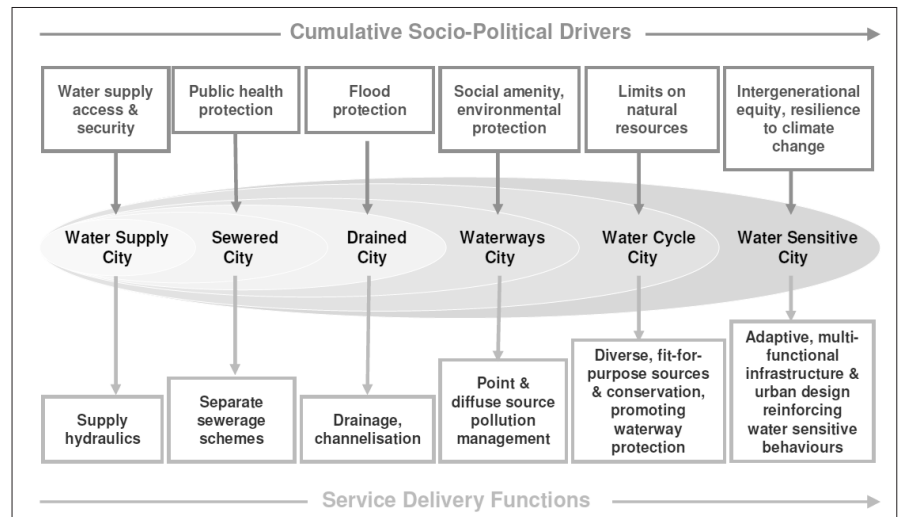 Cumulative Socio-Political Drivers
Water supply
access &
security
Public health
protection
Flood
protection
Social amenity,
environmental
protection
Limits on
natural
resources
Intergenerational
equity, resilience
to climate
change
Water Supply
City
Sewered
City
Drained
City
Waterways
City
Water Cycle
City
Water Sensitive
City
Supply
hydraulics
Separate
sewerage
schemes
Drainage,
channelisation
Point &
diffuse source
pollution
management
Diverse, fit-for-
purpose sources
& conservation,
promoting
waterway
protection
Adaptive, multi-
functional
infrastructure &
urban design
reinforcing
water sensitive
behaviours
Service Delivery Functions